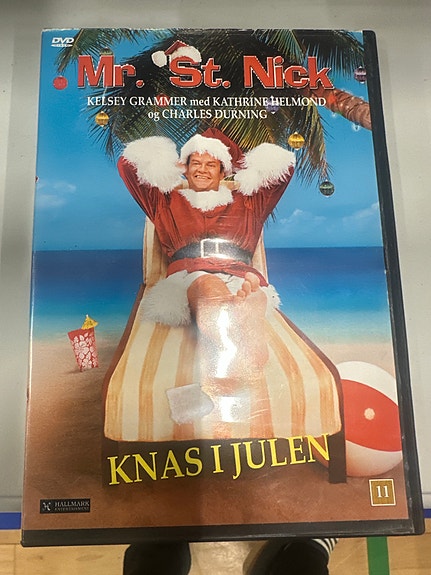 DVD
Mr. St. Nick
KELSEY GRAMMER med KATHRINE HELMOND
og CHARLES DURNING
KNAS I JULEN
HALLMARK
ENTERTAINMENT
11